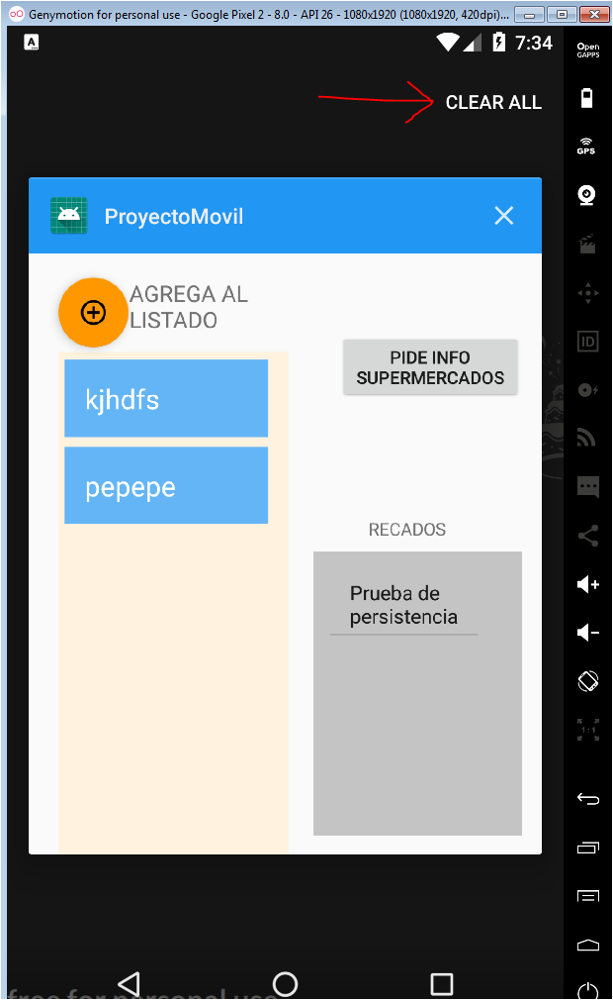 Genymotion for personal use - Google Pixel 2 - 8.0 - API 26 - 1080x1920 (1080x1920, 420dpi)...
A
7:34
Open
GAPPS
CLEAR ALL
GPS
ProyectoMovil
AGREGA AL
LISTADO
ID
PIDE INFO
SUPERMERCADOS
kjhdfs
pepepe
RECADOS
Prueba de
persistencia
1:1
free for personal use